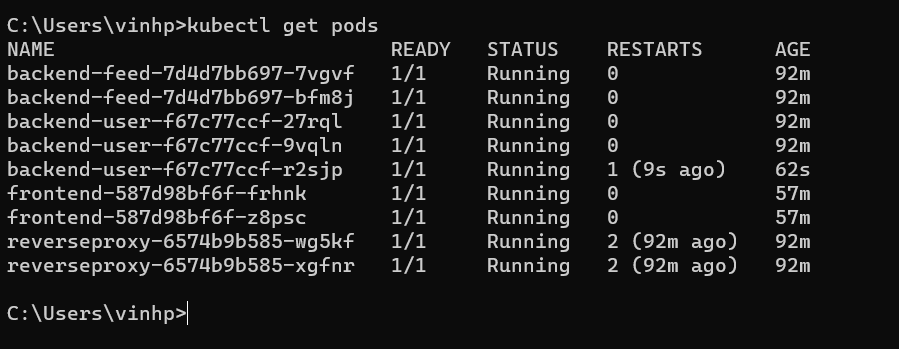 C:\Users\vinhp>kubectl get pods
NAME READY STATUS RESTARTS AGE
backend-feed-7d4d7bb697-7vgvf 1/1 Running 0 92m
backend-feed-7d4d7bb697-bfm8j 1/1 Running 0 92m
backend-user-f67c77ccf-27rql 1/1 Running 0 92m
backend-user-f67c77ccf-9vqln 1/1 Running 0 92m
backend-user-f67c77ccf-r2sjp 1/1 Running 1 (9s ago) 62s
frontend-587d98bf6f-frhnk 1/1 Running 0 57m
frontend-587d98bf6f-z8psc 1/1 Running 0 57m
reverseproxy-6574b9b585-wg5kf 1/1 Running 2 (92m ago) 92m
reverseproxy-6574b9b585-xgfnr 1/1 Running 2 (92m ago) 92m
C:\Users\vinhp>